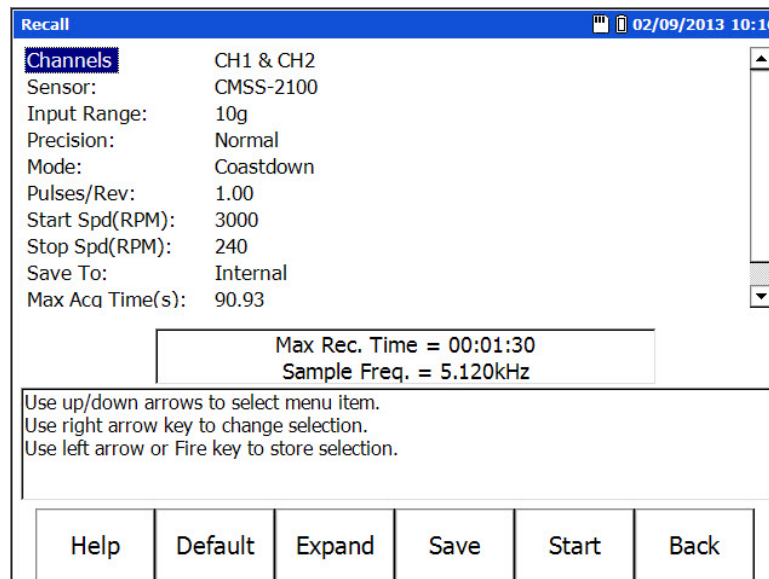 Recall 02/09/2013 10:1
Channels CH1 & CH2
Sensor: CMSS-2100
Input Range: 10g
Precision: Normal
Mode: Coastdown
Pulses/Rev: 1.00
Start Spd(RPM): 3000
Stop Spd(RPM): 240
Save To: Internal
Max Acq Time(s): 90.93
Max Rec. Time = 00:01:30
Sample Freq. = 5.120kHz
Use up/down arrows to select menu item.
Use right arrow key to change selection.
Use left arrow or Fire key to store selection.
Help Default Expand Save Start Back